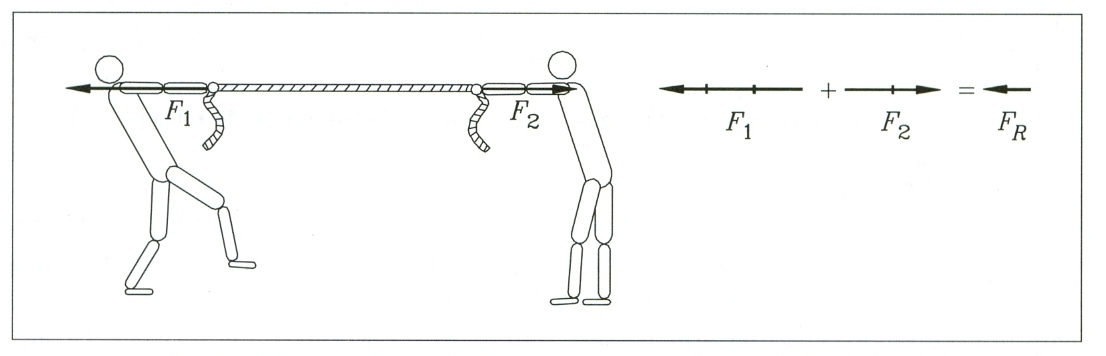 F1 F2 + =
F1 F2 FR